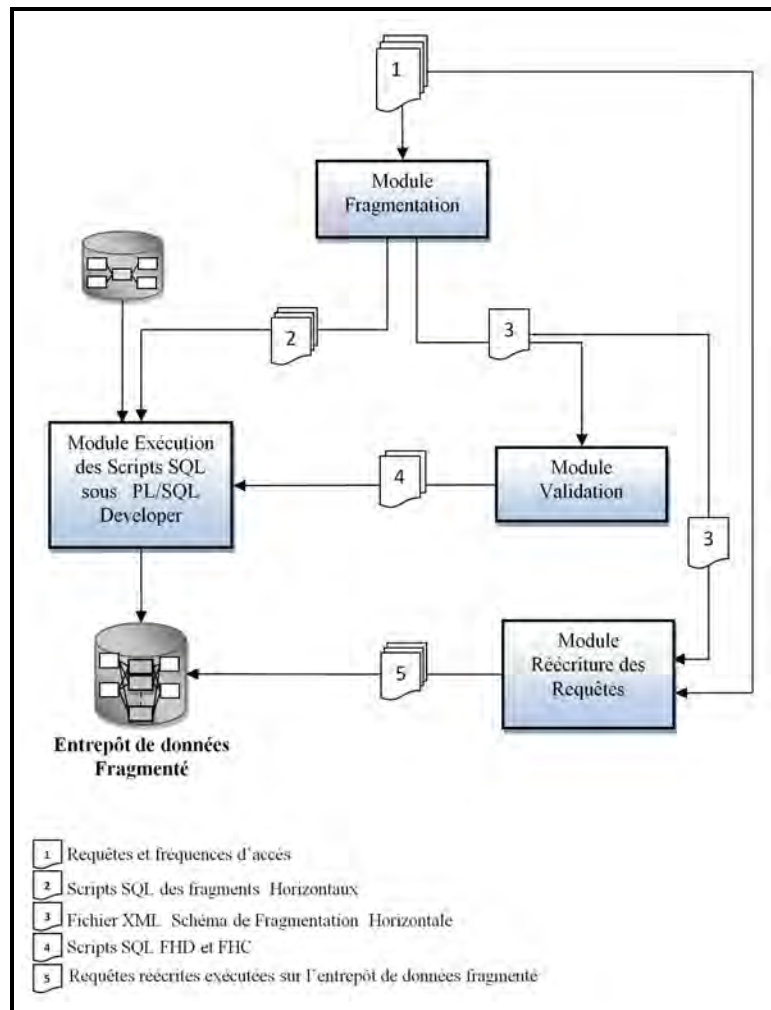 1
Module
Fragmentation
2
3
Module Exécution
des Scripts SQL
sous PL/SQL
Developer
4
Module
Validation
3
Module
Réécriture des
Requêtes
5
Entrepôt de données
Fragmenté
1 Requêtes et fréquences d'accés
2 Scripts SQL des fragments Horizontaux
3 Fichier XML Schéma de Fragmentation Horizontale
4 Scripts SQL FHD et FHC
5 Requêtes réécrites exécutées sur l'entrepôt de données fragmenté